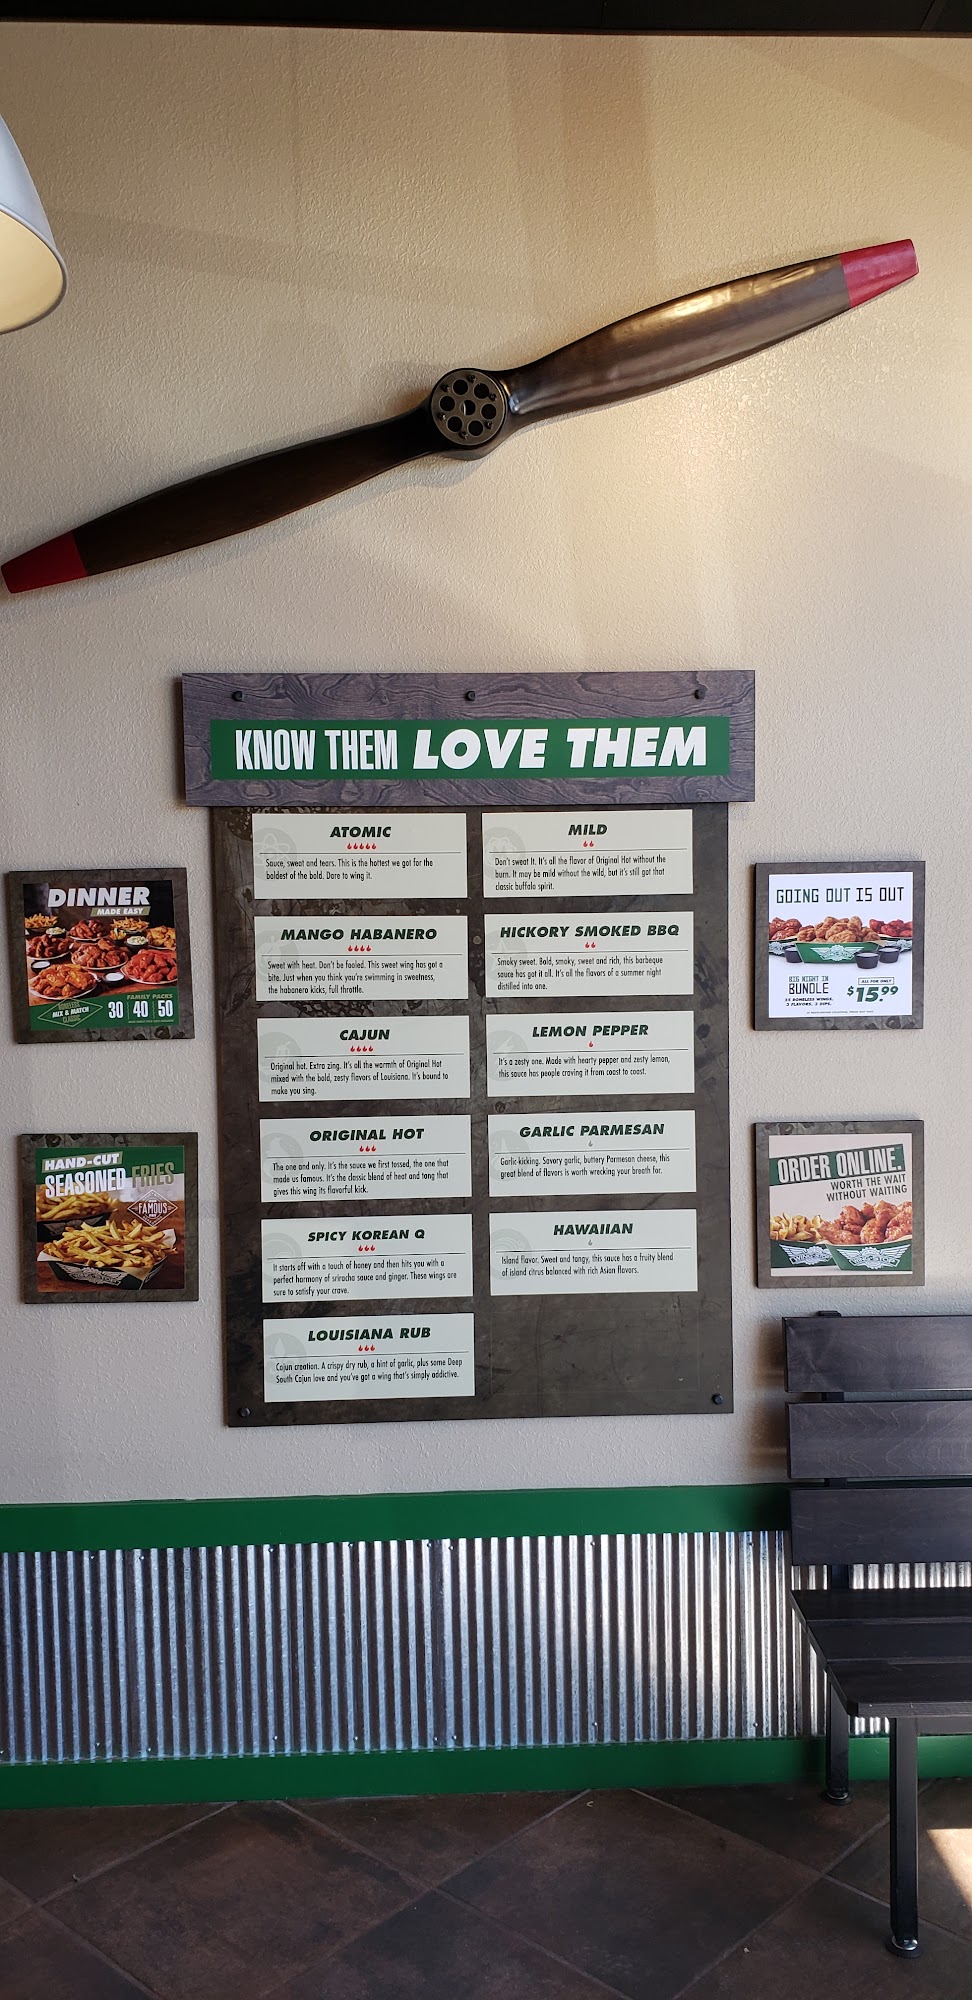 KNOW THEM LOVE THEM
ATOMIC
Sauce, sweat and tears. This is the hottest we got for the
boldest of the bold. Dare to wing it.
MANGO HABANERO
Sweet with heat. Don't be fooled. This sweet wing has got a
bite. Just when you think you're swimming in sweetness,
the habanero kicks, full throttle.
CAJUN
Original hot. Extra zing. It's all the warmth of Original Hot
mixed with the bold, zesty flavors of Louisiana. It's bound to
make you sing.
ORIGINAL HOT
The one and only. It's the sauce we first tossed, the one that
made us famous. It's the classic blend of heat and tang that
gives this wing its flavorful kick.
SPICY KOREAN Q
It starts off with a touch of honey and then hits you with a
perfect harmony of sriracha sauce and ginger. These wings are
sure to satisfy your crave.
LOUISIANA RUB
Cajun creation. A crispy dry rub, a hint of garlic, plus some Deep
South Cajun love and you've got a wing that's simply addictive.
MILD
Don't sweat it. It's all the flavor of Original Hot without the
burn. It may be mild without the wild, but it's still got that
classic buffalo spirit.
HICKORY SMOKED BBQ
Smoky sweet. Bold, smoky, sweet and rich, this barbeque
sauce has got it all. It's all the flavors of a summer night
distilled into one.
LEMON PEPPER
It's a zesty one. Made with hearty pepper and zesty lemon,
this sauce has people craving it from coast to coast.
GARLIC PARMESAN
Garlic-kicking. Savory garlic, buttery Parmesan cheese, this
great blend of flavors is worth wrecking your breath for.
HAWAIIAN
Island flavor. Sweet and tangy, this sauce has a fruity blend
of island citrus balanced with rich Asian flavors.
DINNER
MADE EASY
MIX & MATCH
FAMILY PACKS
30 40 50
HAND-CUT
SEASONED FRIES
FAMOUS
GOING OUT IS OUT
BIG NIGHT IN
BUNDLE
ALL FOR ONLY
$15.99
ORDER ONLINE.
WORTH THE WAIT
WITHOUT WAITING